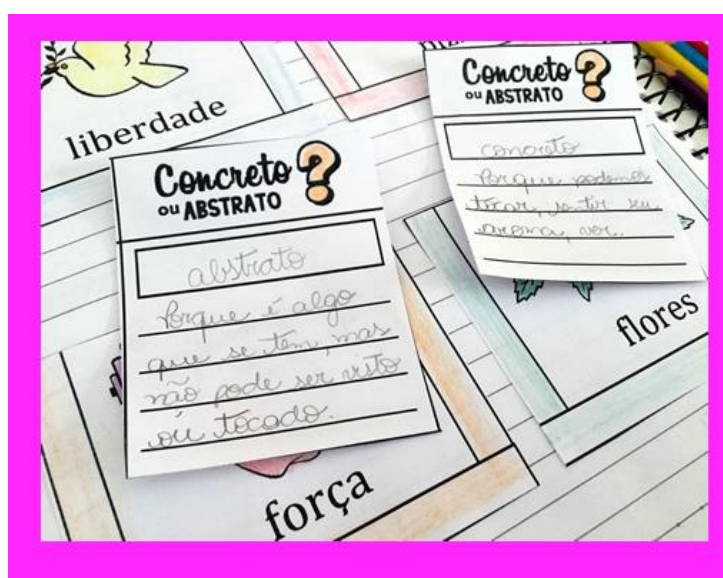 liberdade
Concreto ?
ou ABSTRATO
abstrato
Porque é algo
que se tem, mas
não pode ser visto
ou tocado.
força
Concreto ?
ou ABSTRATO
concreto
Porque podemos
tocar, sentir seu
aroma, ver.
flores